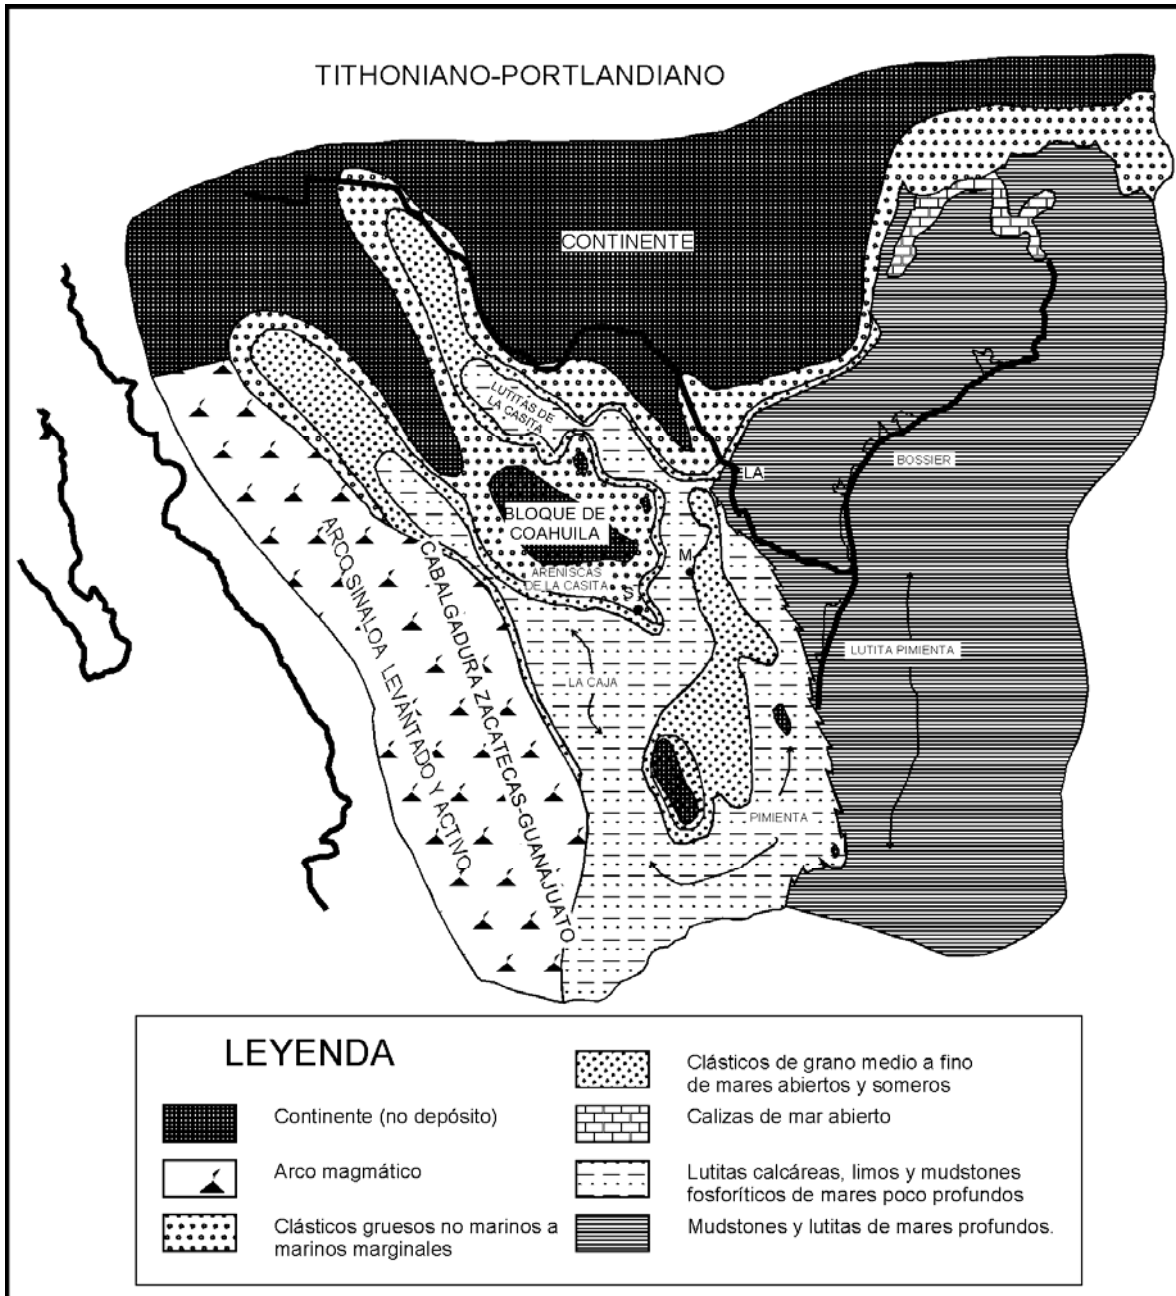 TITHONIANO-PORTLANDIANO
CONTINENTE
LUTITAS DE
LA CASITA
LA
BOSSIER
BLOQUE DE
COAHUILA
M
ARENISCAS
DE LA CASITA
S
ARCO SINALOA LEVANTADO Y ACTIVO
CABALGADURA ZACATECAS-GUANAJUATO
LA CAJA
LUTITA PIMIENTA
PIMIENTA
LEYENDA
Continente (no depósito)
Arco magmático
Clásticos gruesos no marinos a
marinos marginales
Clásticos de grano medio a fino
de mares abiertos y someros
Calizas de mar abierto
Lutitas calcáreas, limos y mudstones
fosforíticos de mares poco profundos
Mudstones y lutitas de mares profundos.